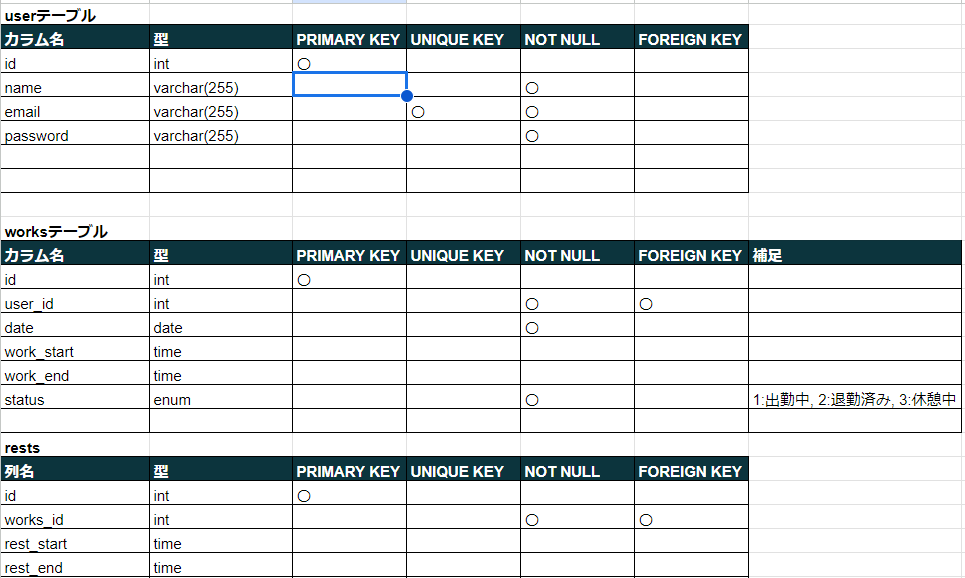 userテーブル
カラム名 型 PRIMARY KEY UNIQUE KEY NOT NULL FOREIGN KEY
id int ○
name varchar(255) ○
email varchar(255) ○ ○
password varchar(255) ○
worksテーブル
カラム名 型 PRIMARY KEY UNIQUE KEY NOT NULL FOREIGN KEY 補足
id int ○
user_id int ○ ○
date date ○
work_start time
work_end time
status enum ○ 1:出勤中, 2:退勤済み, 3:休憩中
rests
列名 型 PRIMARY KEY UNIQUE KEY NOT NULL FOREIGN KEY
id int ○
works_id int ○ ○
rest_start time
rest_end time